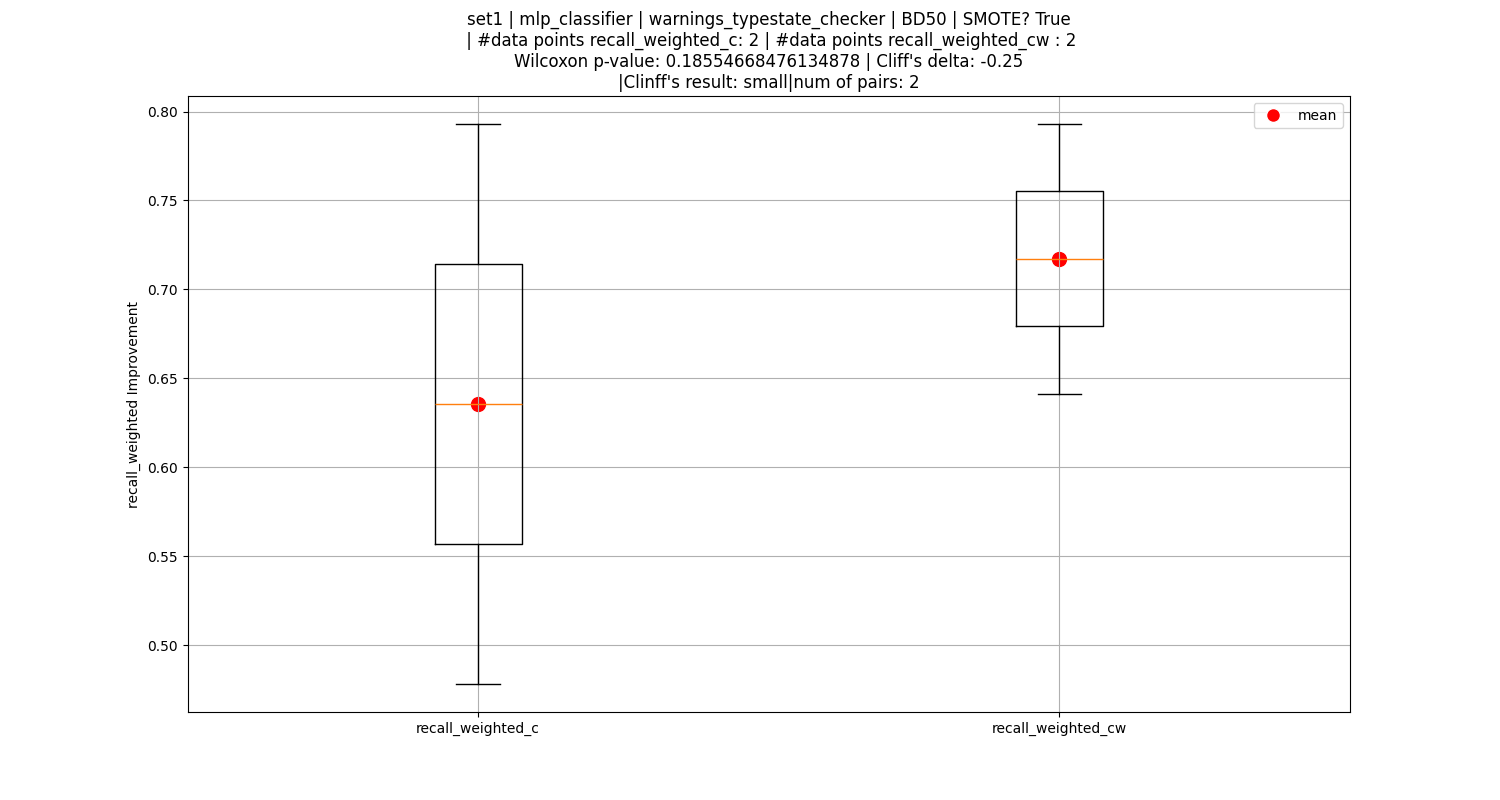 set1 | mlp_classifier | warnings_typestate_checker | BD50 | SMOTE? True
| #data points recall_weighted_c: 2 | #data points recall_weighted_cw : 2
Wilcoxon p-value: 0.18554668476134878 | Cliff's delta: -0.25
|Clinff's result: small|num of pairs: 2
mean
recall_weighted Improvement
0.80
0.75
0.70
0.65
0.60
0.55
0.50
recall_weighted_c
recall_weighted_cw